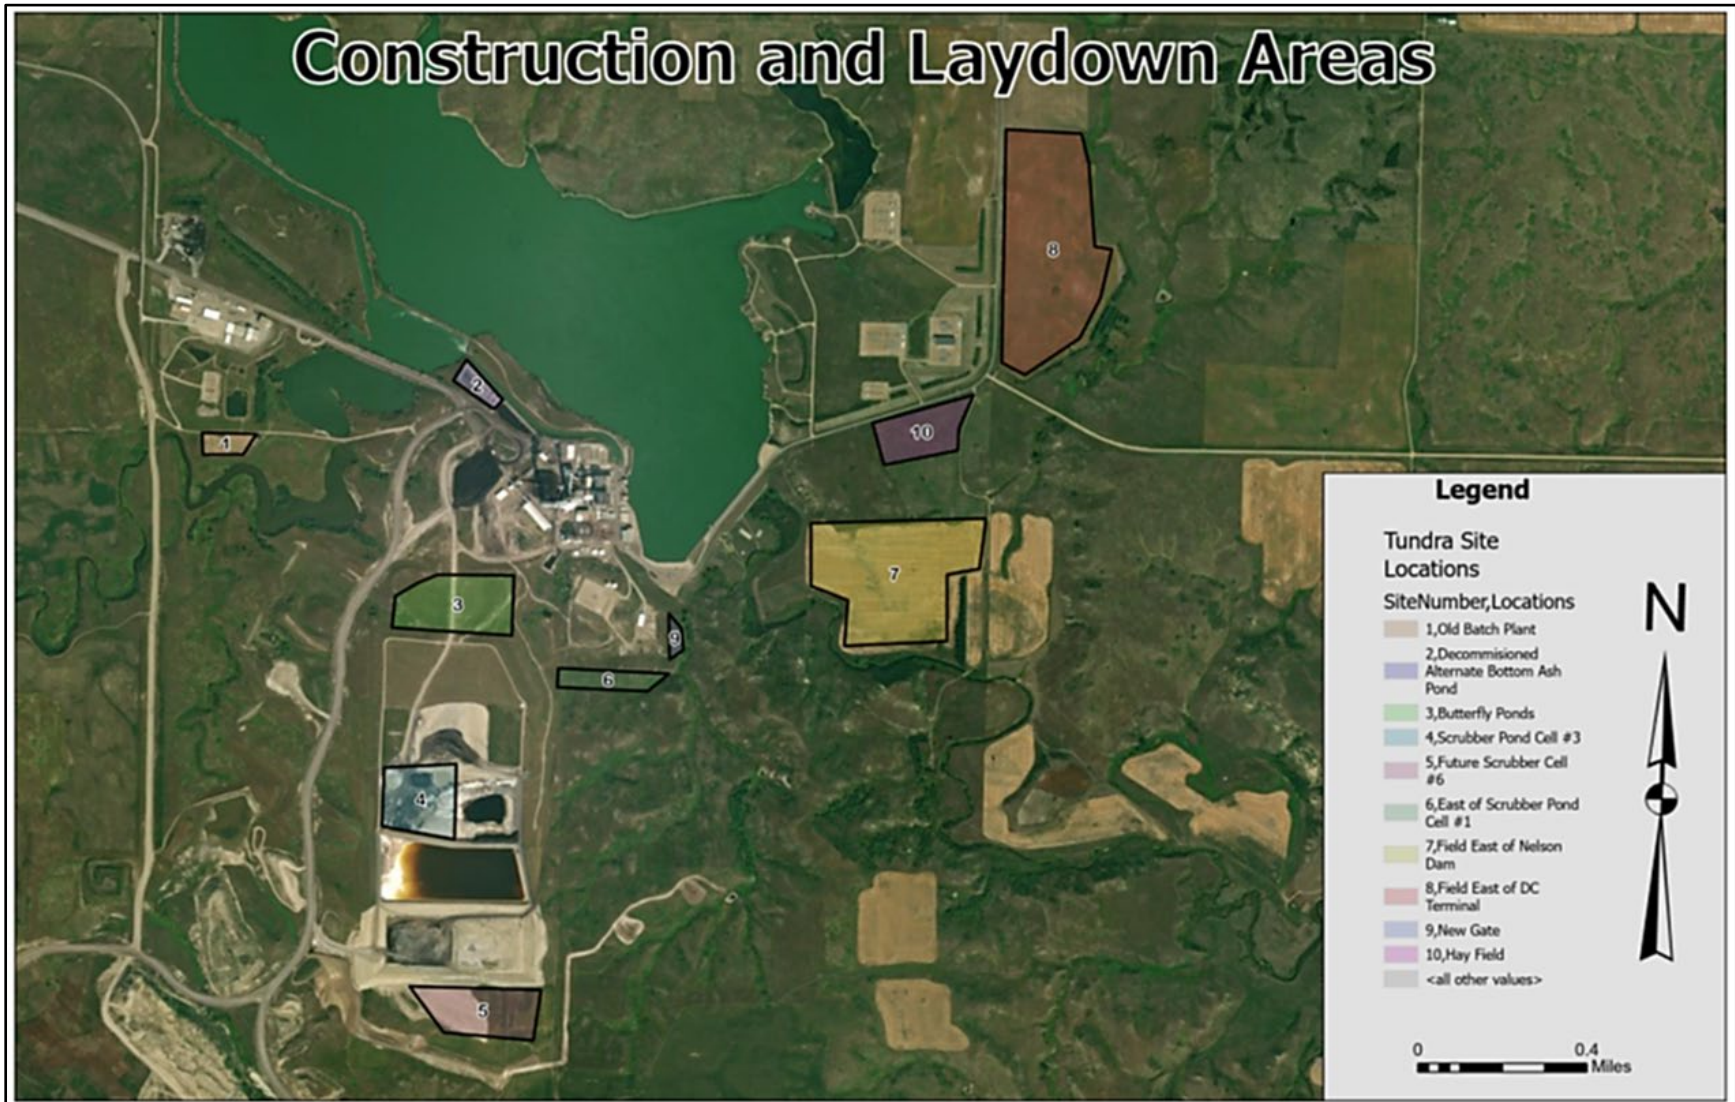 Construction and Laydown Areas
8
2
10
1
7
3
9
6
4
5
Legend
Tundra Site
Locations
SiteNumber,Locations
1,Old Batch Plant
2,Decommisioned
Alternate Bottom Ash
Pond
3,Butterfly Ponds
4,Scrubber Pond Cell #3
5,Future Scrubber Cell
#6
6,East of Scrubber Pond
Cell #1
7,Field East of Nelson
Dam
8,Field East of DC
Terminal
9,New Gate
10,Hay Field
<all other values>
N
0 0.4
Miles